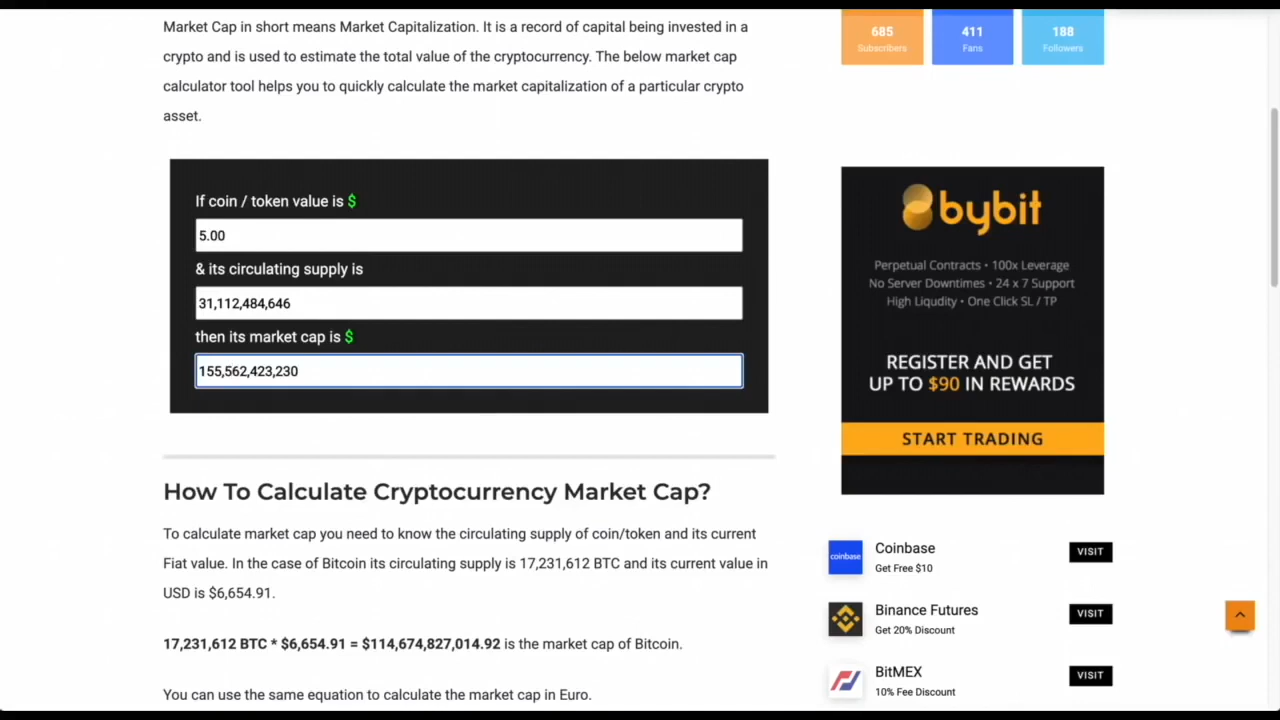 Market Cap in short means Market Capitalization. It is a record of capital being invested in a
crypto and is used to estimate the total value of the cryptocurrency. The below market cap
calculator tool helps you to quickly calculate the market capitalization of a particular crypto
asset.
If coin / token value is $
5.00
& its circulating supply is
31,112,484,646
then its market cap is $
155,562,423,230
How To Calculate Cryptocurrency Market Cap?
To calculate market cap you need to know the circulating supply of coin/token and its current
Fiat value. In the case of Bitcoin its circulating supply is 17,231,612 BTC and its current value in
USD is $6,654.91.
17,231,612 BTC * $6,654.91 = $114,674,827,014.92 is the market cap of Bitcoin.
You can use the same equation to calculate the market cap in Euro.
685
Subscribers
411
Fans
188
Followers
bybit
Perpetual Contracts • 100x Leverage
No Server Downtimes • 24 x 7 Support
High Liqudity • One Click SL / TP
REGISTER AND GET
UP TO $90 IN REWARDS
START TRADING
coinbase
Coinbase
Get Free $10
VISIT
Binance Futures
Get 20% Discount
VISIT
BitMEX
10% Fee Discount
VISIT